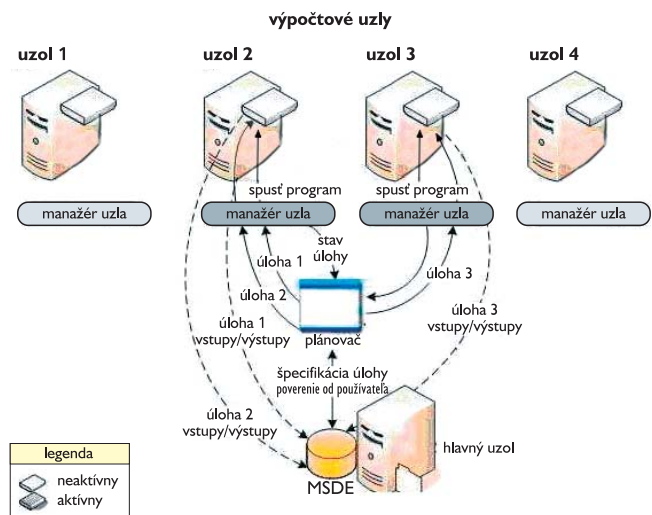 výpočtové uzly
uzol 1
uzol 2
uzol 3
uzol 4
spusť program
spusť program
manažér uzla
manažér uzla
manažér uzla
manažér uzla
stav
úlohy
úloha 1
úloha 3
úloha 2
úloha 1
vstupy/výstupy
plánovač
úloha 3
vstupy/výstupy
špecifikácia úlohy
poverenie od používateľa
úloha 2
vstupy/výstupy
hlavný uzol
MSDE
legenda
neaktívny
aktívny